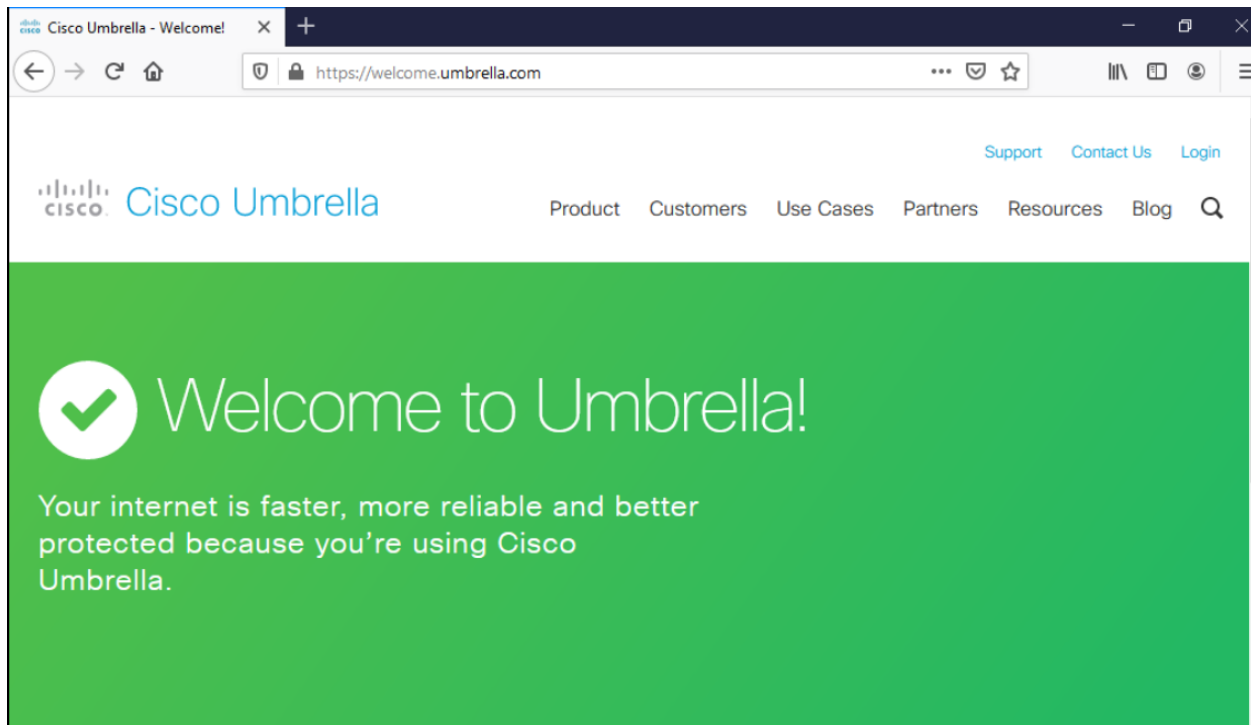 Cisco Umbrella - Welcome!
https://welcome.umbrella.com
Support Contact Us Login
CISCO Cisco Umbrella
Product Customers Use Cases Partners Resources Blog
Welcome to Umbrella!
Your internet is faster, more reliable and better
protected because you’re using Cisco
Umbrella.